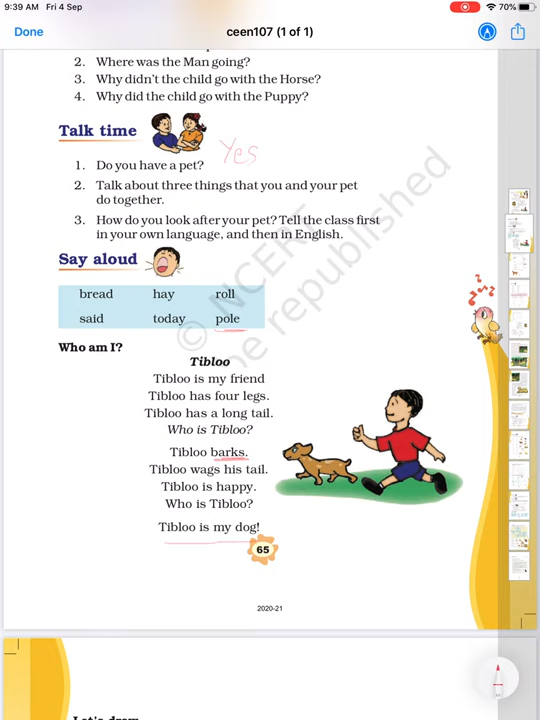 9:39 AM Fri 4 Sep 70%
Done ceen107 (1 of 1)
2. Where was the Man going?
3. Why didn't the child go with the Horse?
4. Why did the child go with the Puppy?
Talk time
Yes
1. Do you have a pet?
2. Talk about three things that you and your pet
do together.
3. How do you look after your pet? Tell the class first
in your own language, and then in English.
Say aloud
bread hay roll
said today pole
© NCERT
be republished
Who am I?
Tibloo
Tibloo is my friend
Tibloo has four legs.
Tibloo has a long tail.
Who is Tibloo?
Tibloo barks.
Tibloo wags his tail.
Tibloo is happy.
Who is Tibloo?
Tibloo is my dog!
65
2020-21
Let's draw